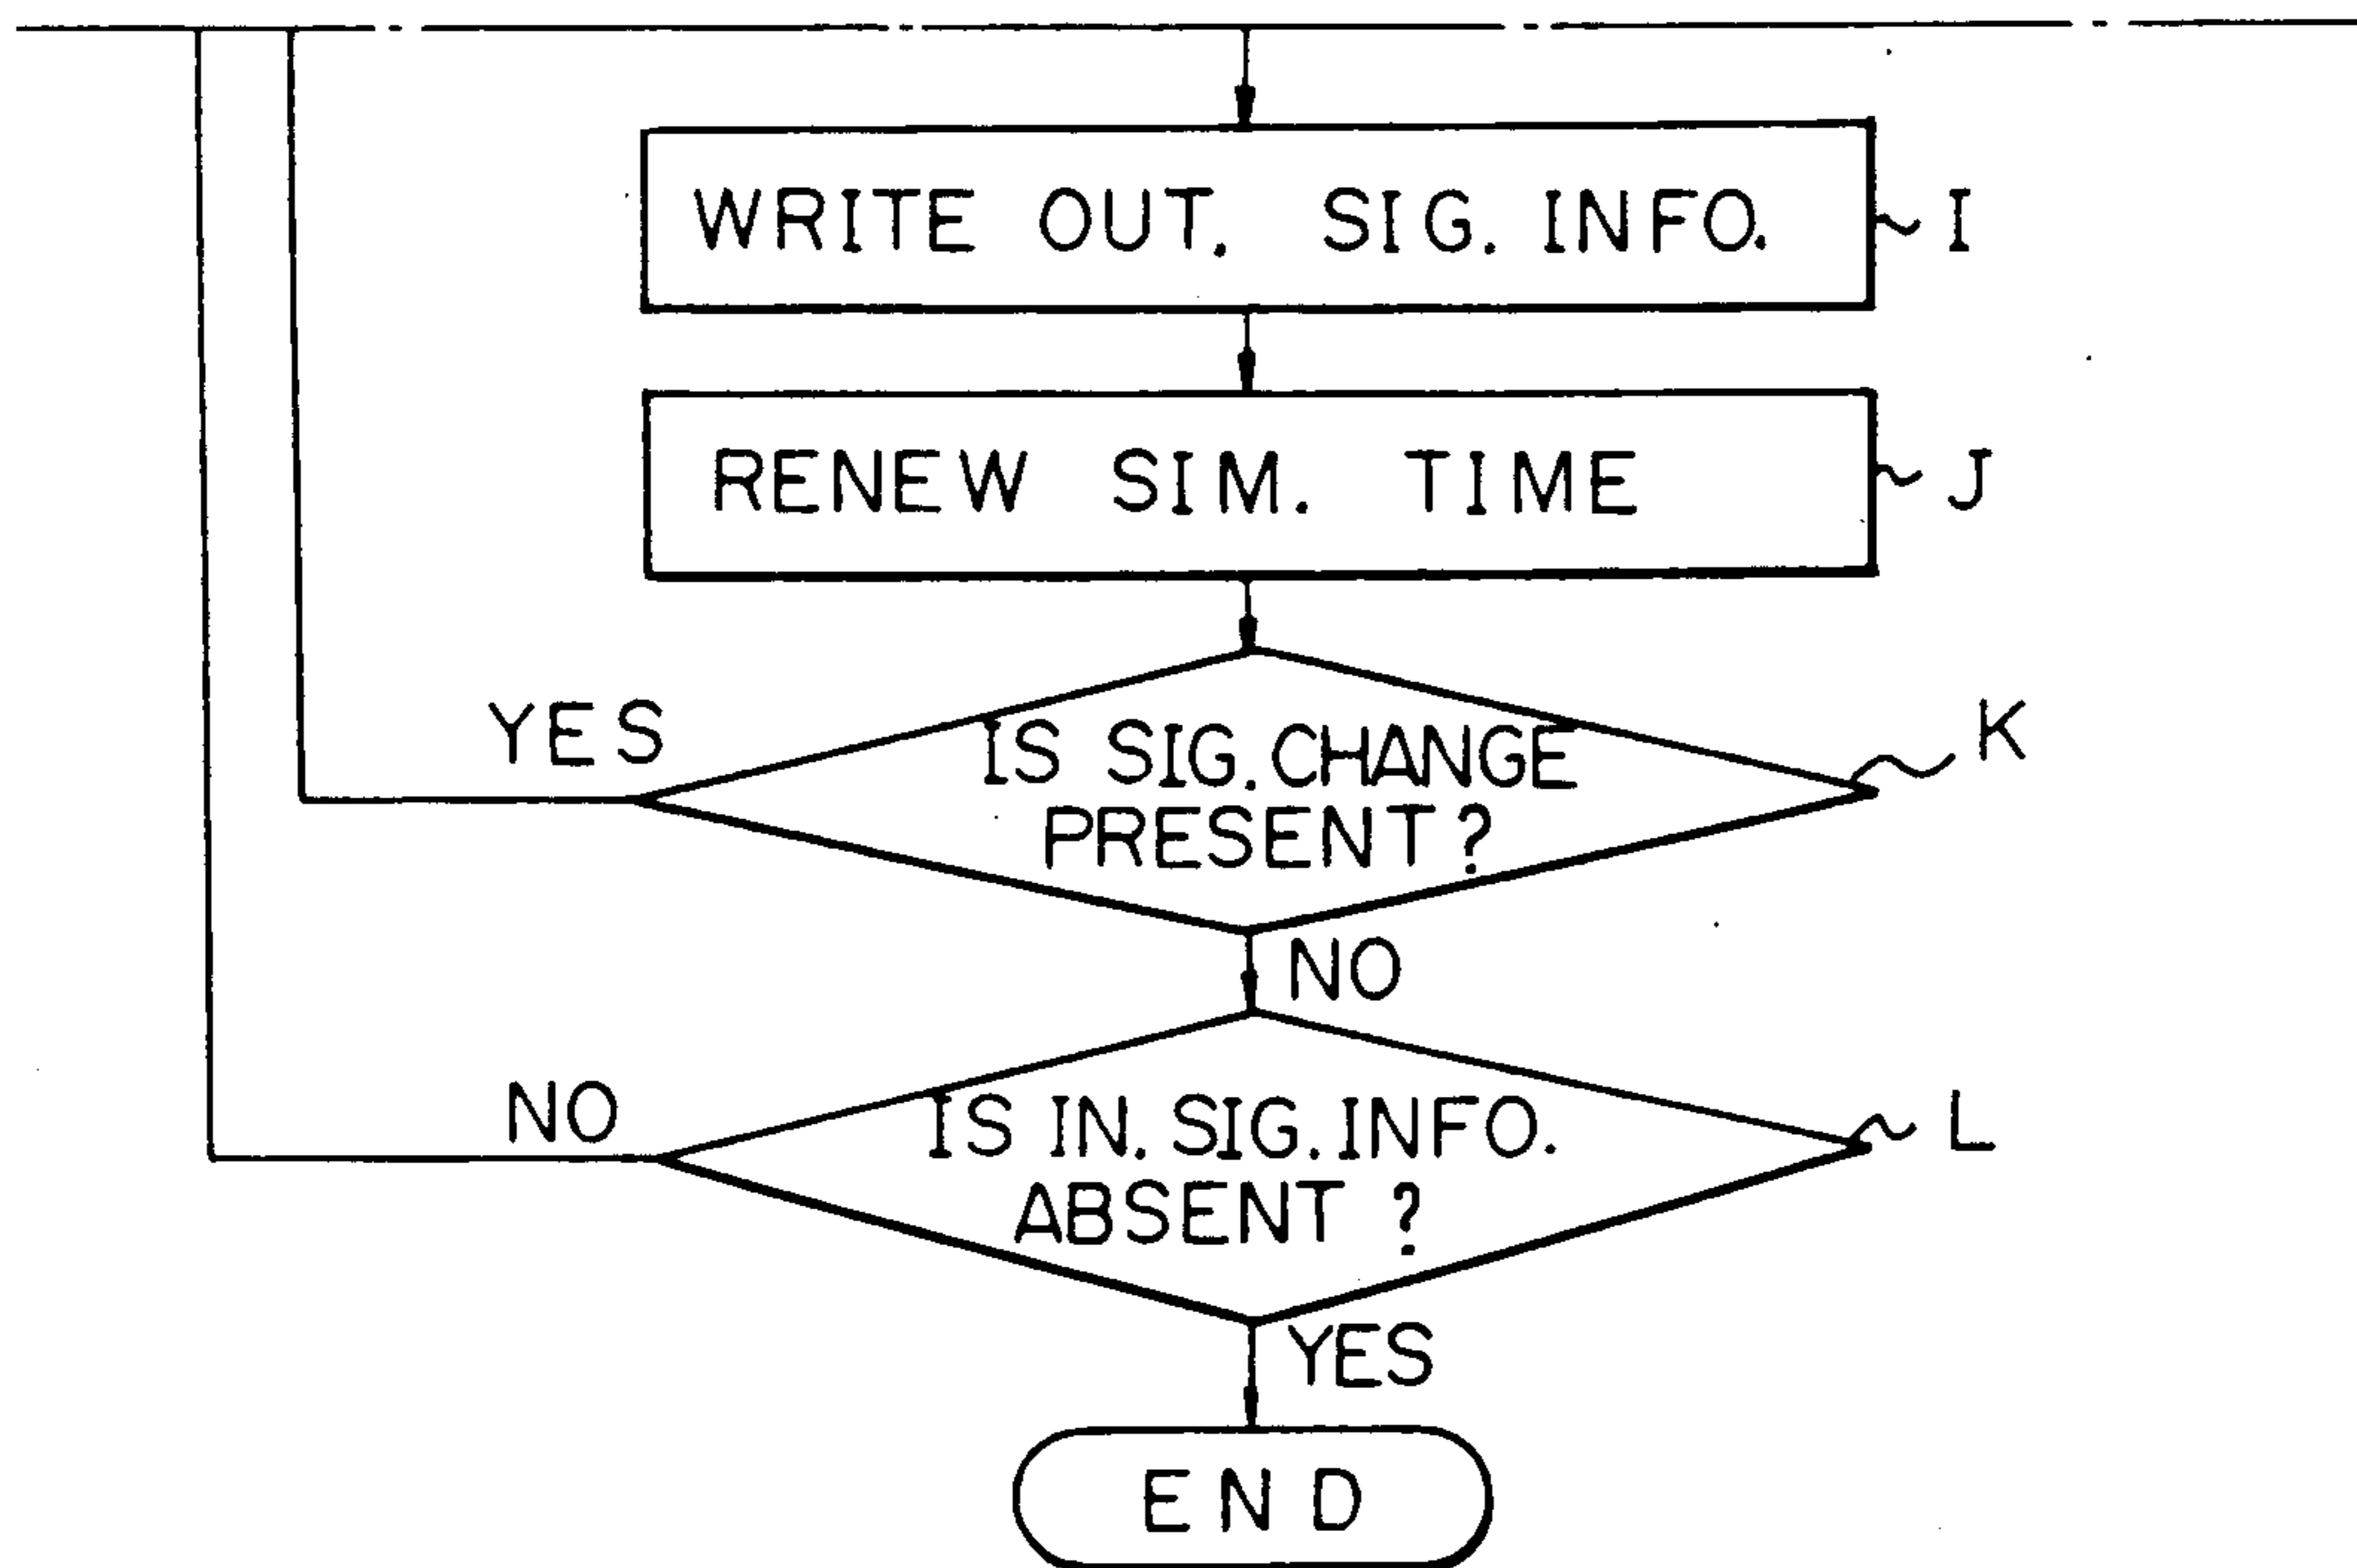 WRITE OUT. SIG. INFO.
I
RENEW SIM. TIME
J
YES
IS SIG. CHANGE
PRESENT?
K
NO
NO
IS IN. SIG. INFO.
ABSENT ?
L
YES
END